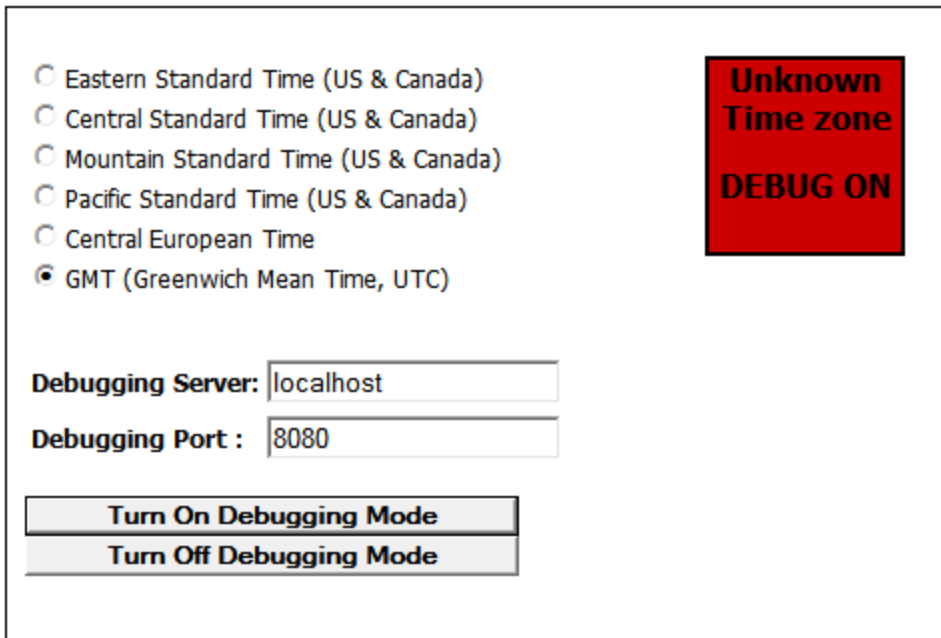 Eastern Standard Time (US & Canada)
Central Standard Time (US & Canada)
Mountain Standard Time (US & Canada)
Pacific Standard Time (US & Canada)
Central European Time
GMT (Greenwich Mean Time, UTC)
Unknown
Time zone
DEBUG ON
Debugging Server: localhost
Debugging Port : 8080
Turn On Debugging Mode
Turn Off Debugging Mode